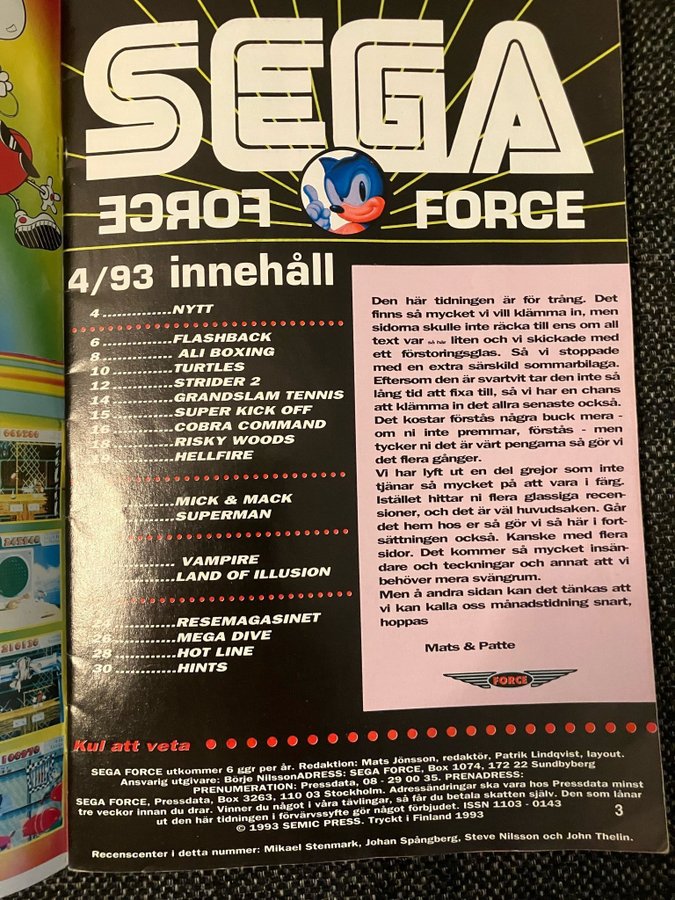 SEGA
FORCE FORCE
4/93 innehåll
4..............NYTT
6..............FLASHBACK
8.............. ALI BOXING
10............TURTLES
12............STRIDER 2
14............GRANDSLAM TENNIS
15............SUPER KICK OFF
16............COBRA COMMAND
18............RISKY WOODS
19............HELLFIRE
............MICK & MACK
............SUPERMAN
............ VAMPIRE
............LAND OF ILLUSION
24............RESEMAGASINET
26............MEGA DIVE
28............HOT LINE
30............HINTS
Den här tidningen är för trång. Det
finns så mycket vi vill klämma in, men
sidorna skulle inte räcka till ens om all
text var så här liten och vi skickade med
ett förstoringsglas. Så vi stoppade
med en extra särskild sommarbilaga.
Eftersom den är svartvit tar den inte så
lång tid att fixa till, så vi har en chans
att klämma in det allra senaste också.
Det kostar förstås några buck mera -
om ni inte premmar, förstås - men
tycker ni det är värt pengarna så gör vi
det flera gånger.
Vi har lyft ut en del grejor som inte
tjänar så mycket på att vara i färg.
Istället hittar ni flera glassiga recen-
sioner, och det är väl huvudsaken. Går
det hem hos er så gör vi så här i fort-
sättningen också. Kanske med flera
sidor. Det kommer så mycket insän-
dare och teckningar och annat att vi
behöver mera svängrum.
Men å andra sidan kan det tänkas att
vi kan kalla oss månadstidning snart,
hoppas
Mats & Patte
FORCE
Kul att veta
SEGA FORCE utkommer 6 ggr per år. Redaktion: Mats Jönsson, redaktör, Patrik Lindqvist, layout.
Ansvarig utgivare: Börje NilssonADRESS: SEGA FORCE, Box 1074, 172 22 Sundbyberg
PRENUMERATION: Pressdata, 08 - 29 00 35. PRENADRESS:
SEGA FORCE, Pressdata, Box 3263, 110 03 Stockholm. Adressändringar ska vara hos Pressdata minst
tre veckor innan du drar. Vinner du något i våra tävlingar, så får du betala skatten själv. Den som lånar
ut den här tidningen i förvärvssyfte gör något förbjudet. ISSN 1103 - 0143
© 1993 SEMIC PRESS. Tryckt i Finland 1993
3
Recenscenter i detta nummer: Mikael Stenmark, Johan Spångberg, Steve Nilsson och John Thelin.